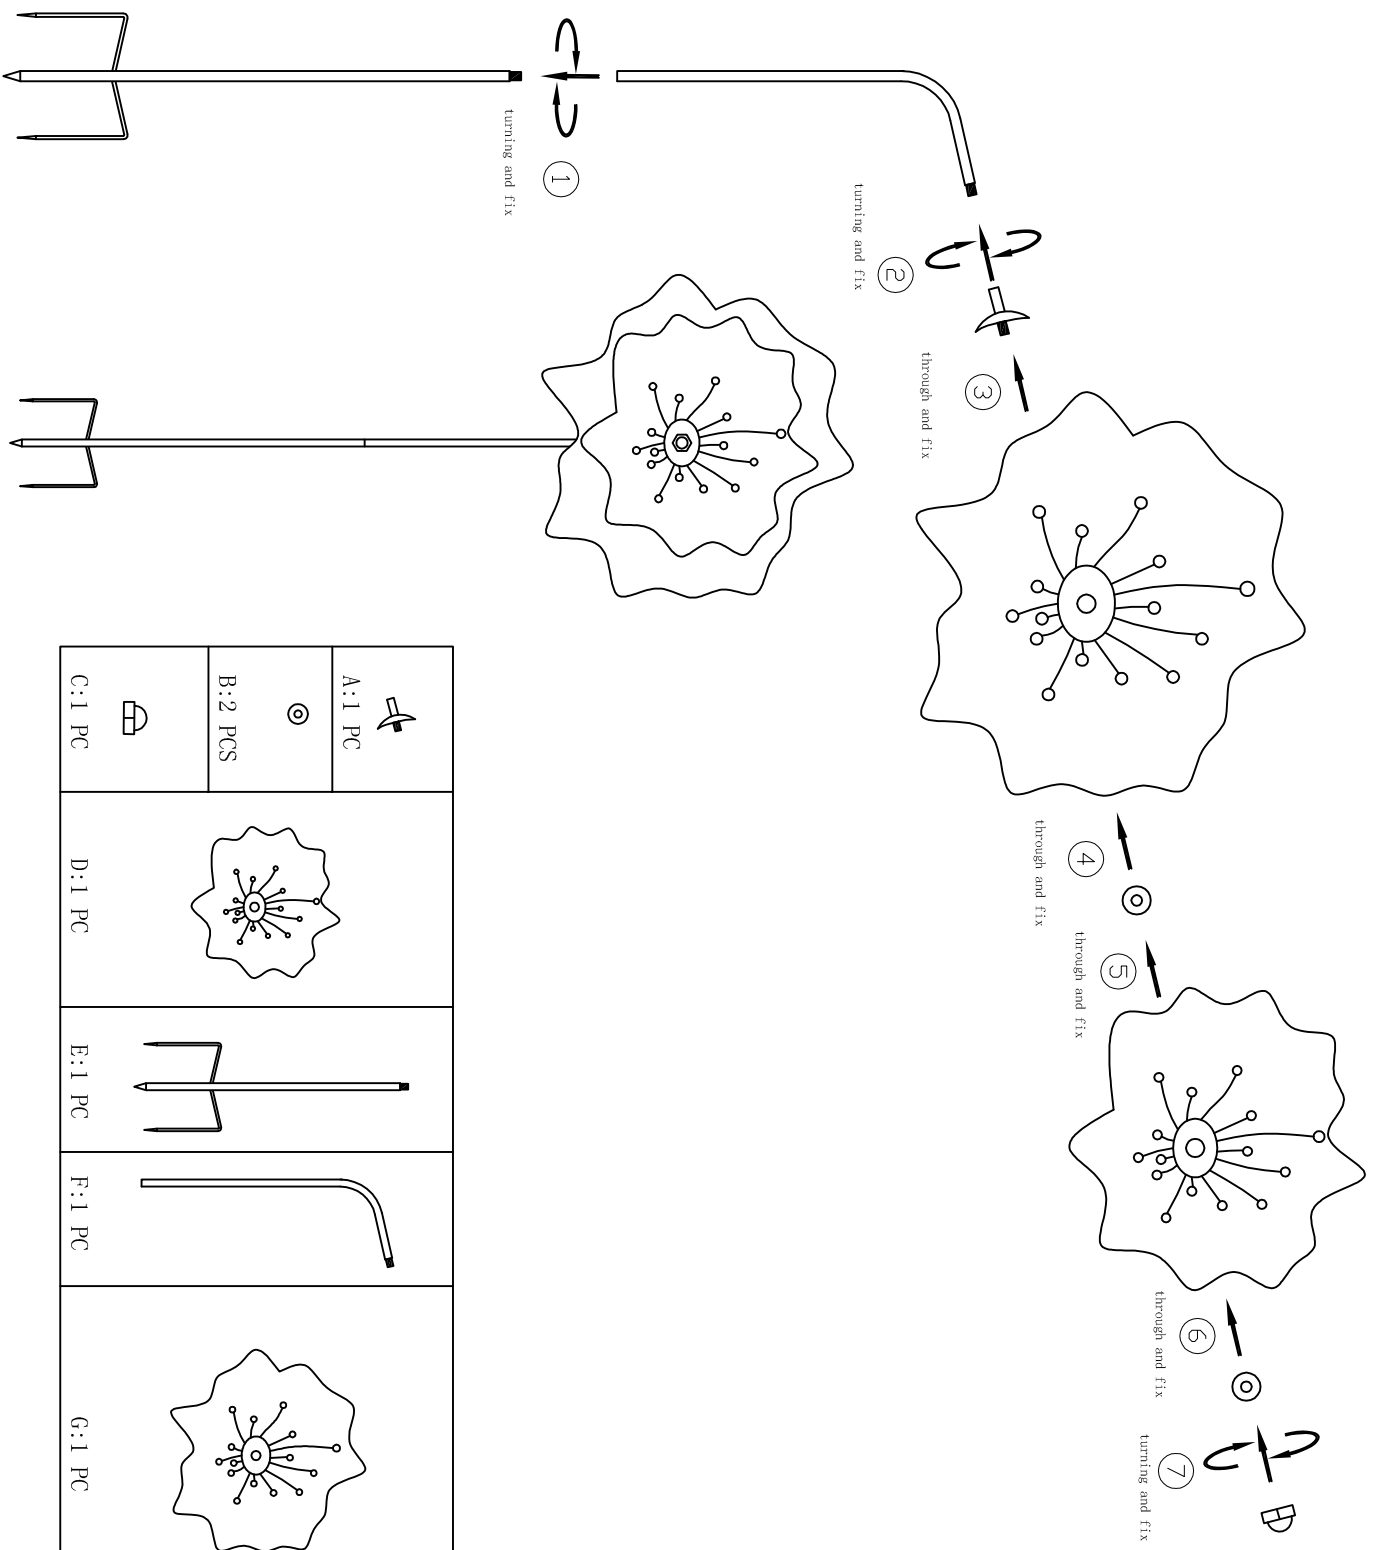 1
turning and fix
2
turning and fix
3
through and fix
4
through and fix
5
through and fix
6
through and fix
7
turning and fix
A:1 PC
B:2 PCS
C:1 PC
D:1 PC
E:1 PC
F:1 PC
G:1 PC